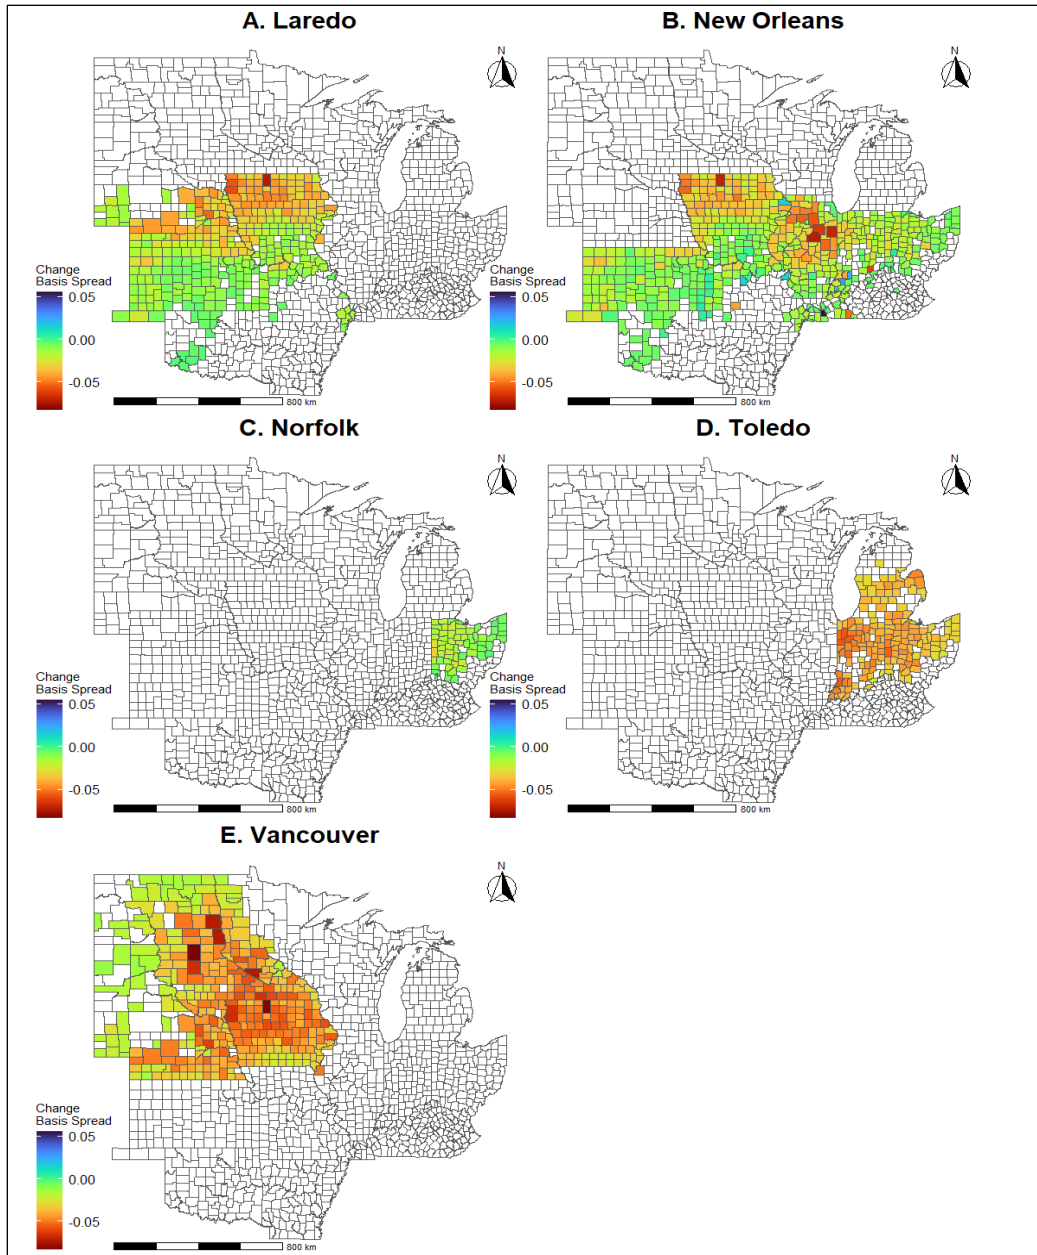 A. Laredo
N
Change
Basis Spread
0.05
0.00
-0.05
800 km
B. New Orleans
N
Change
Basis Spread
0.05
0.00
-0.05
800 km
C. Norfolk
N
Change
Basis Spread
0.05
0.00
-0.05
800 km
D. Toledo
N
Change
Basis Spread
0.05
0.00
-0.05
800 km
E. Vancouver
N
Change
Basis Spread
0.05
0.00
-0.05
800 km